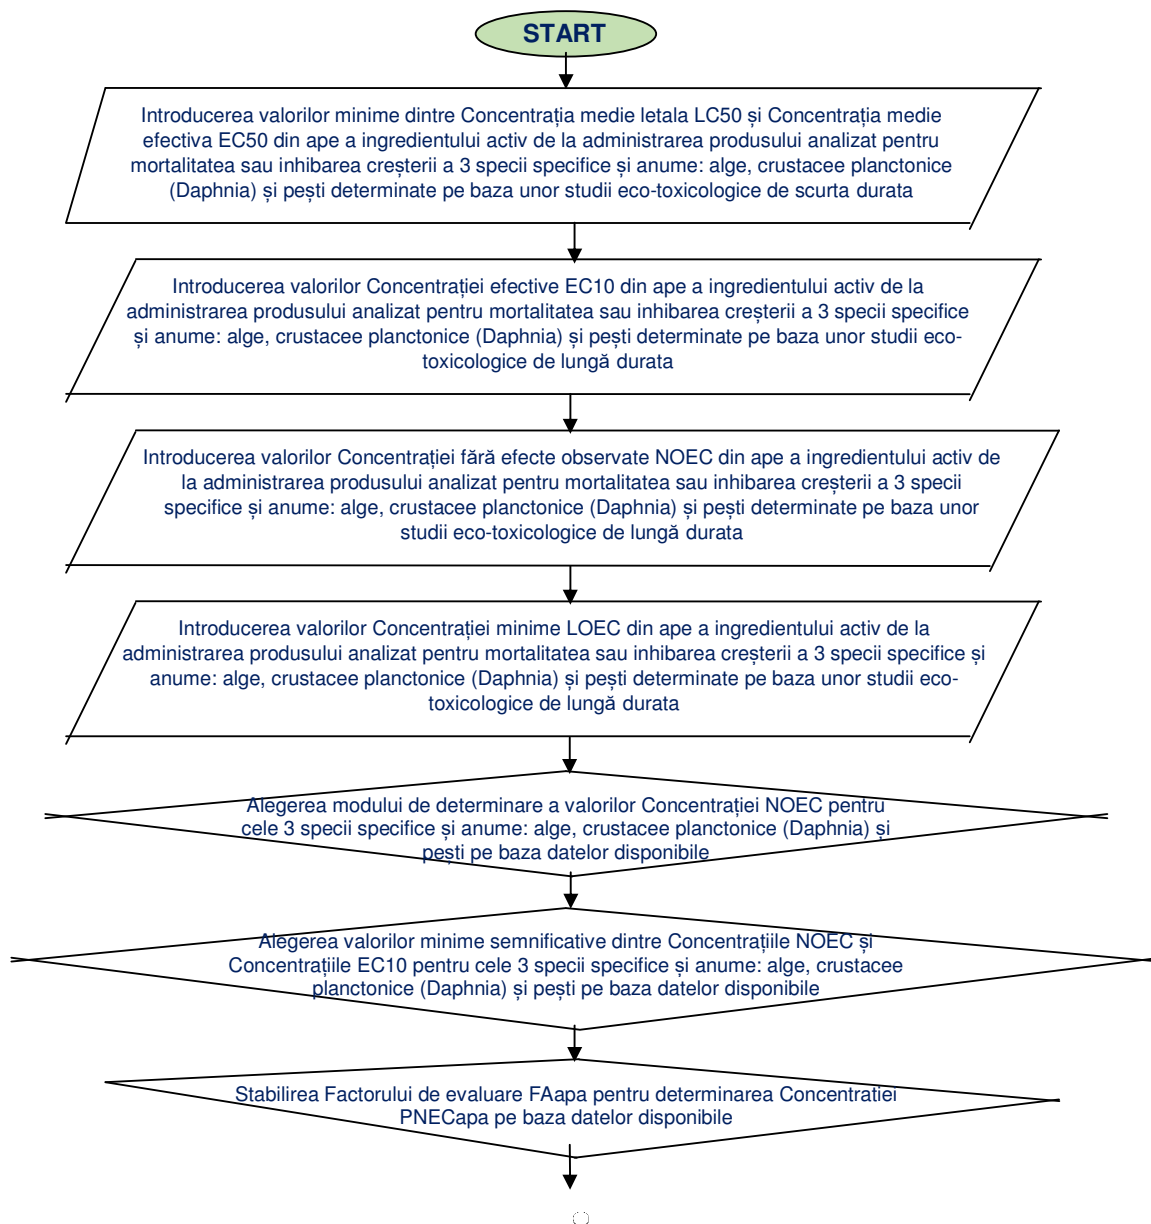 START
Introducerea valorilor minime dintre Concentrația medie letala LC50 și Concentrația medie
efectiva EC50 din ape a ingredientului activ de la administrarea produsului analizat pentru
mortalitatea sau inhibarea creșterii a 3 specii specifice și anume: alge, crustacee planctonice
(Daphnia) și pești determinate pe baza unor studii eco-toxicologice de scurta durata
Introducerea valorilor Concentrației efective EC10 din ape a ingredientului activ de la
administrarea produsului analizat pentru mortalitatea sau inhibarea creșterii a 3 specii specifice
și anume: alge, crustacee planctonice (Daphnia) și pești determinate pe baza unor studii eco-
toxicologice de lungă durata
Introducerea valorilor Concentrației fără efecte observate NOEC din ape a ingredientului activ de
la administrarea produsului analizat pentru mortalitatea sau inhibarea creșterii a 3 specii
specifice și anume: alge, crustacee planctonice (Daphnia) și pești determinate pe baza unor
studii eco-toxicologice de lungă durata
Introducerea valorilor Concentrației minime LOEC din ape a ingredientului activ de la
administrarea produsului analizat pentru mortalitatea sau inhibarea creșterii a 3 specii specifice și
anume: alge, crustacee planctonice (Daphnia) și pești determinate pe baza unor studii eco-
toxicologice de lungă durata
Alegerea modului de determinare a valorilor Concentrației NOEC pentru
cele 3 specii specifice și anume: alge, crustacee planctonice (Daphnia) și
pești pe baza datelor disponibile
Alegerea valorilor minime semnificative dintre Concentrațiile NOEC și
Concentrațiile EC10 pentru cele 3 specii specifice și anume: alge, crustacee
planctonice (Daphnia) și pești pe baza datelor disponibile
Stabilirea Factorului de evaluare FAapa pentru determinarea Concentratiei
PNECapa pe baza datelor disponibile